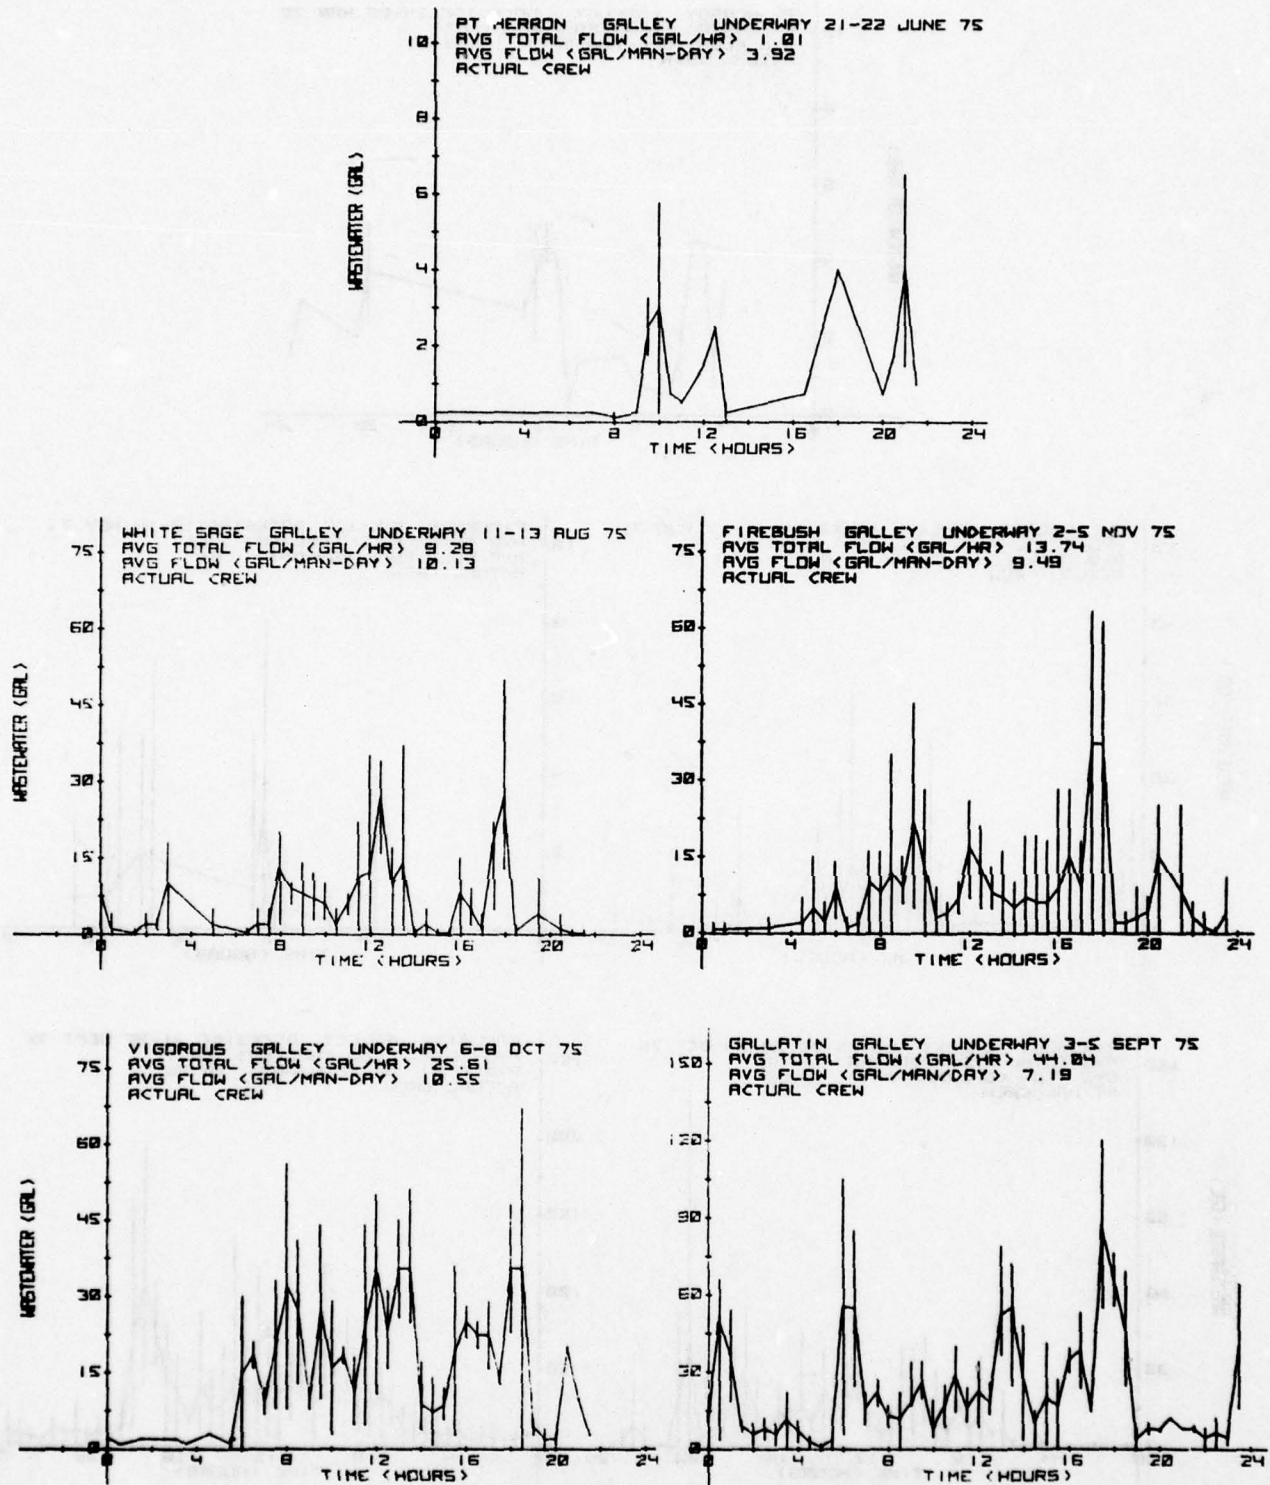 PT HERRON GALLEY UNDERWAY 21-22 JUNE 75
AVG TOTAL FLOW <GAL/HR> 1.01
AVG FLOW <GAL/MAN-DAY> 3.92
ACTUAL CREW
10
8
6
4
2
0
WASTEWATER <GAL>
0 4 8 12 16 20 24
TIME <HOURS>
WHITE SAGE GALLEY UNDERWAY 11-13 AUG 75
AVG TOTAL FLOW <GAL/HR> 9.28
AVG FLOW <GAL/MAN-DAY> 10.13
ACTUAL CREW
75
60
45
30
15
0
WASTEWATER <GAL>
0 4 8 12 16 20 24
TIME <HOURS>
FIREBUSH GALLEY UNDERWAY 2-5 NOV 75
AVG TOTAL FLOW <GAL/HR> 13.74
AVG FLOW <GAL/MAN-DAY> 9.49
ACTUAL CREW
75
60
45
30
15
0
4 8 12 16 20 24
TIME <HOURS>
VIGOROUS GALLEY UNDERWAY 6-8 OCT 75
AVG TOTAL FLOW <GAL/HR> 25.61
AVG FLOW <GAL/MAN-DAY> 10.55
ACTUAL CREW
75
60
45
30
15
0
WASTEWATER <GAL>
0 4 8 12 16 20 24
TIME <HOURS>
GALLATIN GALLEY UNDERWAY 3-5 SEPT 75
AVG TOTAL FLOW <GAL/HR> 44.04
AVG FLOW <GAL/MAN/DAY> 7.19
ACTUAL CREW
150
120
90
60
30
0
0 4 8 12 16 20 24
TIME <HOURS>